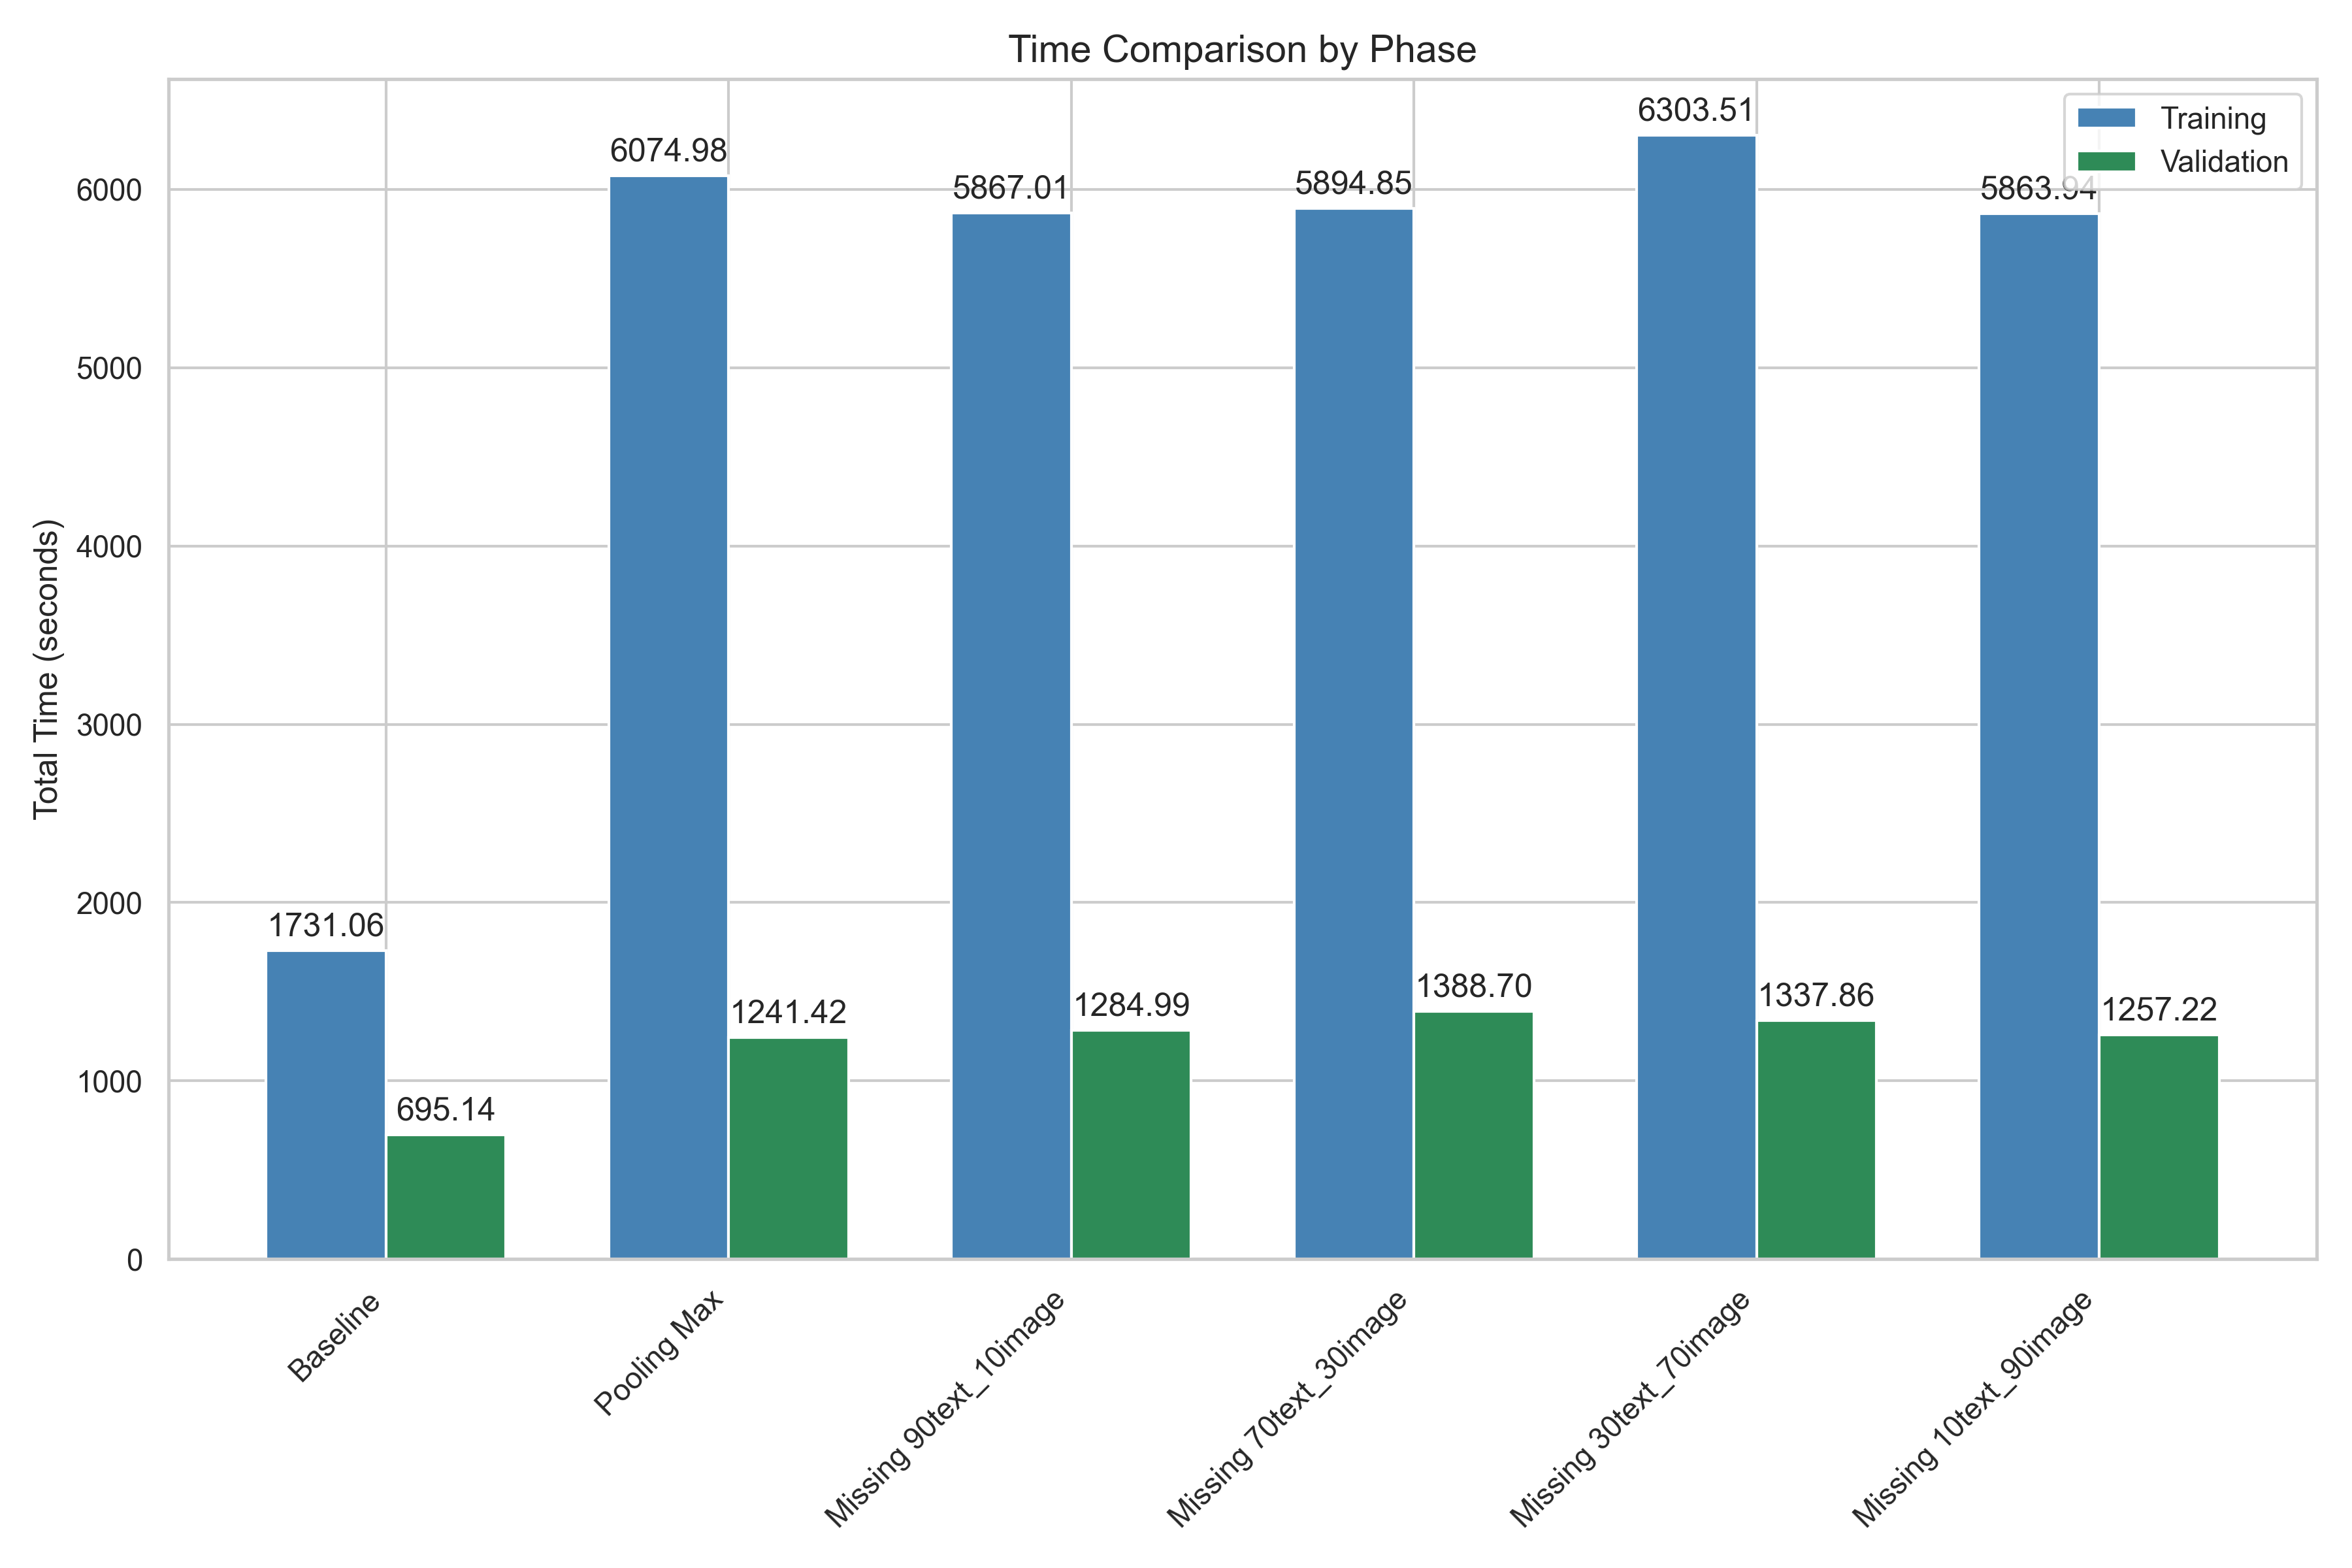 Time Comparison by Phase
Training
Validation
Total Time (seconds)
6000
5000
4000
3000
2000
1000
0
1731.06
695.14
6074.98
1241.42
5867.01
1284.99
5894.85
1388.70
6303.51
1337.86
5863.94
1257.22
Baseline
Pooling Max
Missing 90text_10image
Missing 70text_30image
Missing 30text_70image
Missing 10text_90image